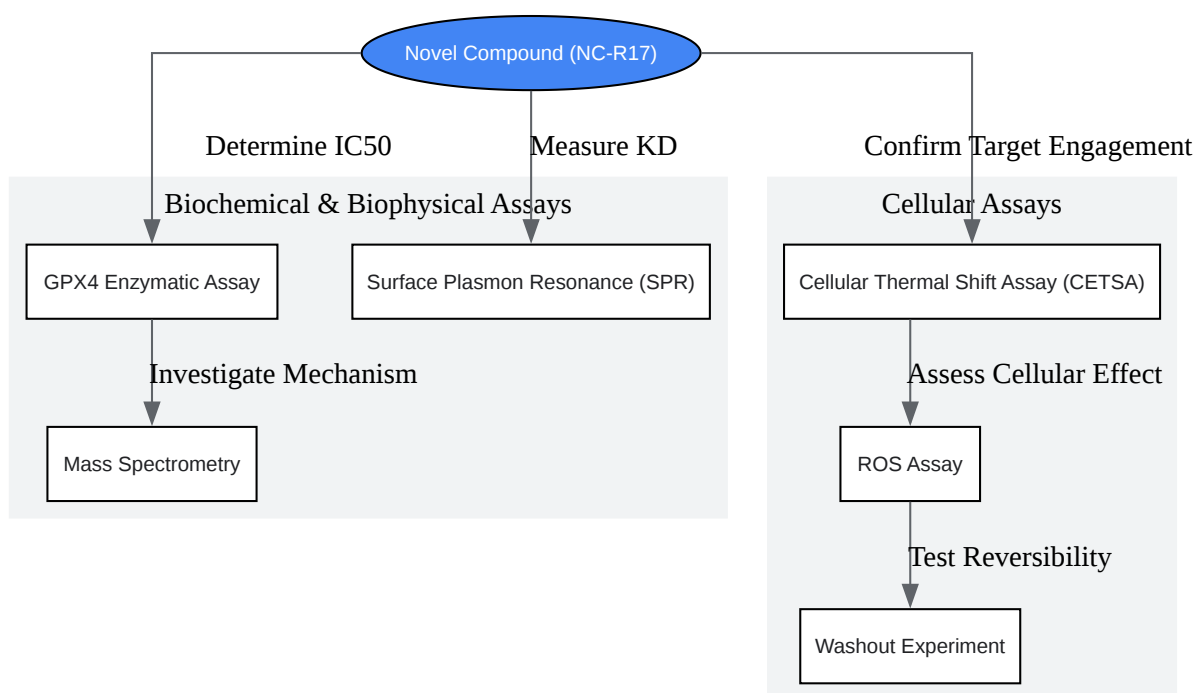 Novel Compound (NC-R17)
Determine IC50
Measure KD
Confirm Target Engagement
Biochemical & Biophysical Assays
Cellular Assays
GPX4 Enzymatic Assay
Surface Plasmon Resonance (SPR)
Cellular Thermal Shift Assay (CETSA)
Investigate Mechanism
Assess Cellular Effect
Mass Spectrometry
ROS Assay
Test Reversibility
Washout Experiment